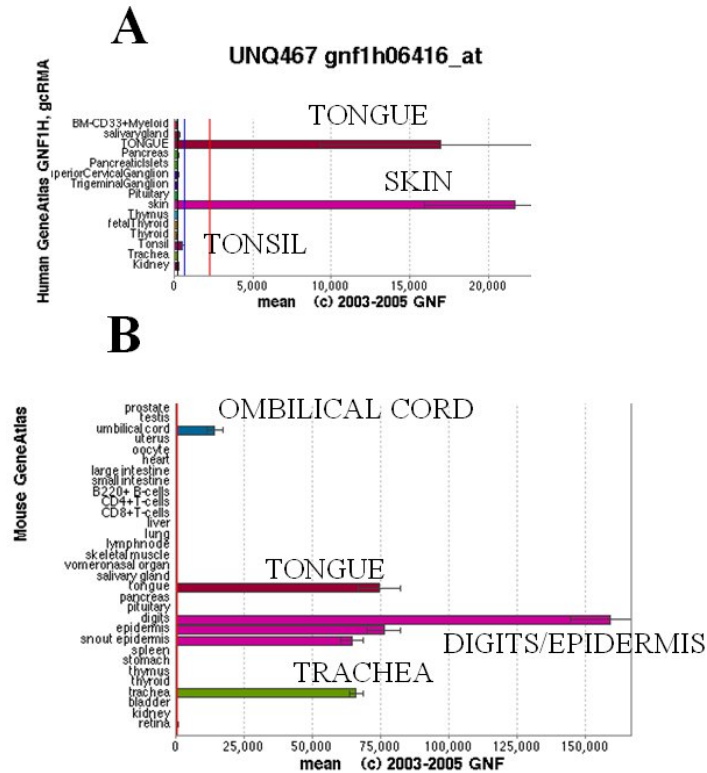 A
UNQ467 gnf1h06416_at
Human GeneAtlas GNF1H, gcRMA
TONGUE
BM-CD33+Myeloid
salivarygland
TONGUE
Pancreas
PancreaticIslets
uperiorCervicalGanglion
TrigeminalGanglion
Pituitary
SKIN
skin
Thymus
fetalThyroid
Thyroid
Tonsil
TONSIL
Trachea
Kidney
0 5,000 10,000 15,000 20,000
mean (c) 2003-2005 GNF
B
Mouse GeneAtlas
prostate
OMBILICAL CORD
testis
umbilical cord
uterus
oocyte
heart
large intestine
small intestine
B220+ B-cells
CD4+T-cells
CD8+T-cells
liver
lung
lymphnode
skeletal muscle
vomeronasal organ
TONGUE
salivary gland
tongue
pancreas
pituitary
digits
epidermis
snout epidermis
DIGITS/EPIDERMIS
spleen
stomach
thymus
TRACHEA
thyroid
trachea
bladder
kidney
retina
0 25,000 50,000 75,000 100,000 125,000 150,000
mean (c) 2003-2005 GNF